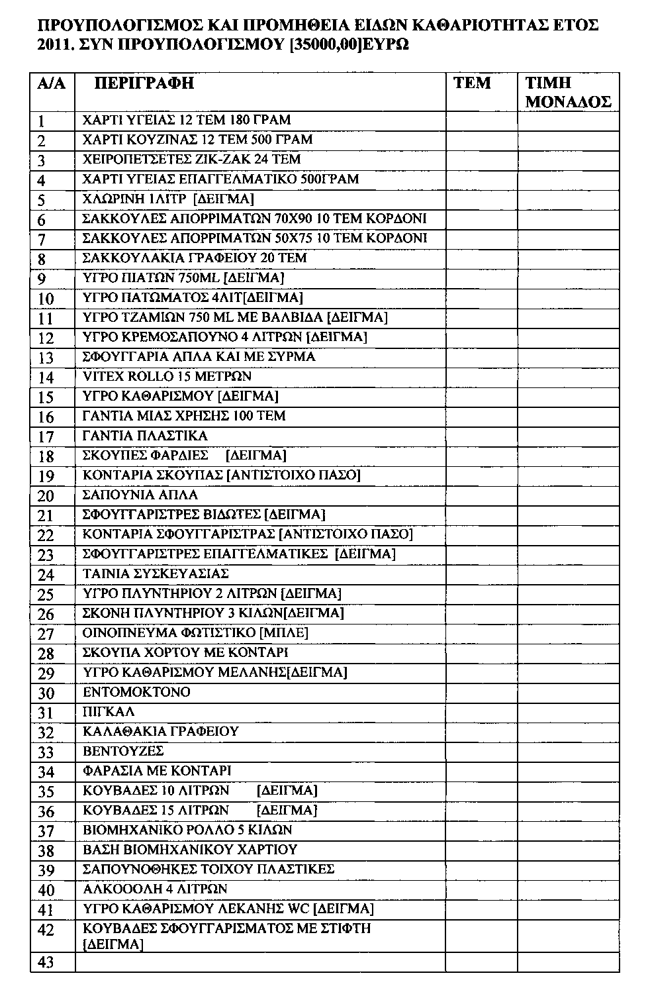 ΠΡΟΥΠΟΛΟΓΙΣΜΟΣ ΚΑΙ ΠΡΟΜΗΘΕΙΑ ΕΙΔΩΝ ΚΑΘΑΡΙΟΤΗΤΑΣ ΕΤΟΣ
2011. ΣΥΝ ΠΡΟΥΠΟΛΟΓΙΣΜΟΥ [35000,00]ΕΥΡΩ
Α/Α ΠΕΡΙΓΡΑΦΗ ΤΕΜ ΤΙΜΗ
ΜΟΝΑΔΟΣ
1 ΧΑΡΤΙ ΥΓΕΙΑΣ 12 ΤΕΜ 180 ΓΡΑΜ
2 ΧΑΡΤΙ ΚΟΥΖΙΝΑΣ 12 ΤΕΜ 500 ΓΡΑΜ
3 ΧΕΙΡΟΠΕΤΣΕΤΕΣ ΖΙΚ-ΖΑΚ 24 ΤΕΜ
4 ΧΑΡΤΙ ΥΓΕΙΑΣ ΕΠΑΓΓΕΛΜΑΤΙΚΟ 500ΓΡΑΜ
5 ΧΛΩΡΙΝΗ 1ΛΙΤΡ [ΔΕΙΓΜΑ]
6 ΣΑΚΚΟΥΛΕΣ ΑΠΟΡΡΙΜΑΤΩΝ 70Χ90 10 ΤΕΜ ΚΟΡΔΟΝΙ
7 ΣΑΚΚΟΥΛΕΣ ΑΠΟΡΡΙΜΑΤΩΝ 50Χ75 10 ΤΕΜ ΚΟΡΔΟΝΙ
8 ΣΑΚΚΟΥΛΑΚΙΑ ΓΡΑΦΕΙΟΥ 20 ΤΕΜ
9 ΥΓΡΟ ΠΙΑΤΩΝ 750ML [ΔΕΙΓΜΑ]
10 ΥΓΡΟ ΠΑΤΩΜΑΤΟΣ 4ΛΙΤ[ΔΕΙΓΜΑ]
11 ΥΓΡΟ ΤΖΑΜΙΩΝ 750 ML ΜΕ ΒΑΛΒΙΔΑ [ΔΕΙΓΜΑ]
12 ΥΓΡΟ ΚΡΕΜΟΣΑΠΟΥΝΟ 4 ΛΙΤΡΩΝ [ΔΕΙΓΜΑ]
13 ΣΦΟΥΓΓΑΡΙΑ ΑΠΛΑ ΚΑΙ ΜΕ ΣΥΡΜΑ
14 VITEX ROLLO 15 ΜΕΤΡΩΝ
15 ΥΓΡΟ ΚΑΘΑΡΙΣΜΟΥ [ΔΕΙΓΜΑ]
16 ΓΑΝΤΙΑ ΜΙΑΣ ΧΡΗΣΗΣ 100 ΤΕΜ
17 ΓΑΝΤΙΑ ΠΛΑΣΤΙΚΑ
18 ΣΚΟΥΠΕΣ ΦΑΡΔΙΕΣ [ΔΕΙΓΜΑ]
19 ΚΟΝΤΑΡΙΑ ΣΚΟΥΠΑΣ [ΑΝΤΙΣΤΟΙΧΟ ΠΑΣΟ]
20 ΣΑΠΟΥΝΙΑ ΑΠΛΑ
21 ΣΦΟΥΓΓΑΡΙΣΤΡΕΣ ΒΙΔΩΤΕΣ [ΔΕΙΓΜΑ]
22 ΚΟΝΤΑΡΙΑ ΣΦΟΥΓΓΑΡΙΣΤΡΑΣ [ΑΝΤΙΣΤΟΙΧΟ ΠΑΣΟ]
23 ΣΦΟΥΓΓΑΡΙΣΤΡΕΣ ΕΠΑΓΓΕΛΜΑΤΙΚΕΣ [ΔΕΙΓΜΑ]
24 ΤΑΙΝΙΑ ΣΥΣΚΕΥΑΣΙΑΣ
25 ΥΓΡΟ ΠΛΥΝΤΗΡΙΟΥ 2 ΛΙΤΡΩΝ [ΔΕΙΓΜΑ]
26 ΣΚΟΝΗ ΠΛΥΝΤΗΡΙΟΥ 3 ΚΙΛΩΝ[ΔΕΙΓΜΑ]
27 ΟΙΝΟΠΝΕΥΜΑ ΦΩΤΙΣΤΙΚΟ [ΜΠΛΕ]
28 ΣΚΟΥΠΑ ΧΟΡΤΟΥ ΜΕ ΚΟΝΤΑΡΙ
29 ΥΓΡΟ ΚΑΘΑΡΙΣΜΟΥ ΜΕΛΑΝΗΣ[ΔΕΙΓΜΑ]
30 ΕΝΤΟΜΟΚΤΟΝΟ
31 ΠΙΓΚΑΛ
32 ΚΑΛΑΘΑΚΙΑ ΓΡΑΦΕΙΟΥ
33 ΒΕΝΤΟΥΖΕΣ
34 ΦΑΡΑΣΙΑ ΜΕ ΚΟΝΤΑΡΙ
35 ΚΟΥΒΑΔΕΣ 10 ΛΙΤΡΩΝ [ΔΕΙΓΜΑ]
36 ΚΟΥΒΑΔΕΣ 15 ΛΙΤΡΩΝ [ΔΕΙΓΜΑ]
37 ΒΙΟΜΗΧΑΝΙΚΟ ΡΟΛΛΟ 5 ΚΙΛΩΝ
38 ΒΑΣΗ ΒΙΟΜΗΧΑΝΙΚΟΥ ΧΑΡΤΙΟΥ
39 ΣΑΠΟΥΝΟΘΗΚΕΣ ΤΟΙΧΟΥ ΠΛΑΣΤΙΚΕΣ
40 ΑΛΚΟΟΟΛΗ 4 ΛΙΤΡΩΝ
41 ΥΓΡΟ ΚΑΘΑΡΙΣΜΟΥ ΛΕΚΑΝΗΣ WC [ΔΕΙΓΜΑ]
42 ΚΟΥΒΑΔΕΣ ΣΦΟΥΓΓΑΡΙΣΜΑΤΟΣ ΜΕ ΣΤΙΦΤΗ
[ΔΕΙΓΜΑ]
43